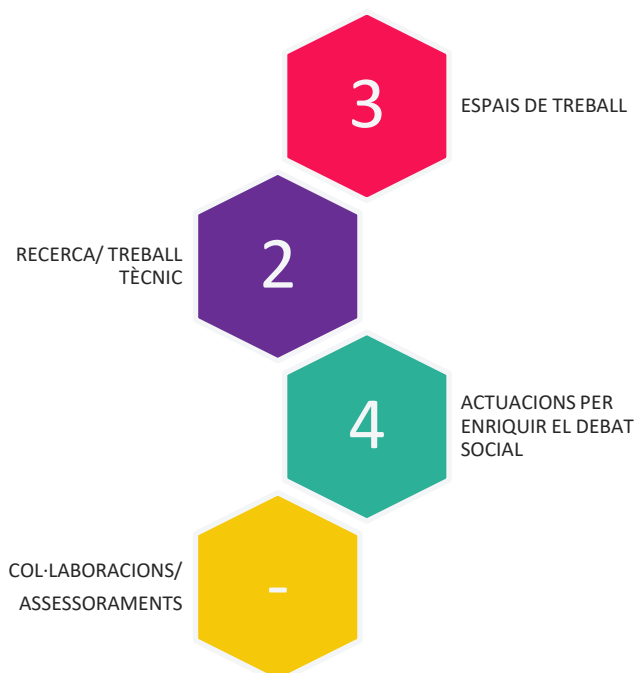 3
ESPAIS DE TREBALL
RECERCA/ TREBALL
TÈCNIC
2
4
ACTUACIONS PER
ENRIQUIR EL DEBAT
SOCIAL
COL·LABORACIONS/
ASSESSORAMENTS
-